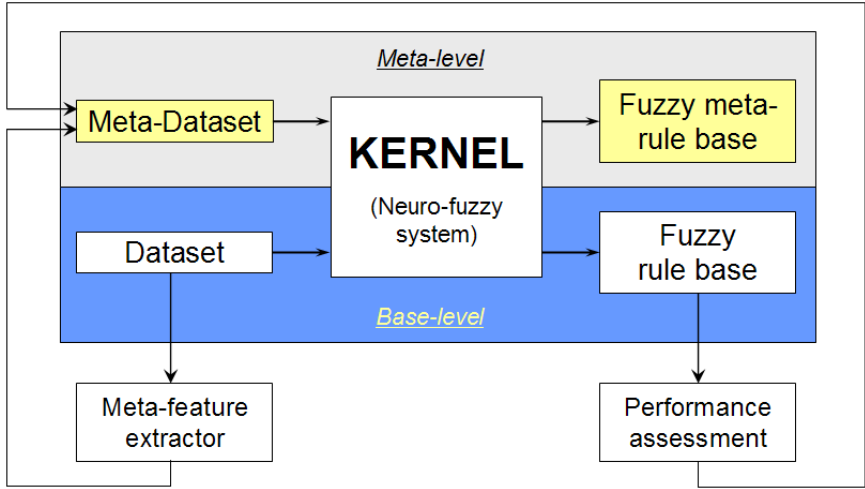 Meta-level
Meta-Dataset
KERNEL
(Neuro-fuzzy
system)
Fuzzy meta-
rule base
Dataset
Fuzzy
rule base
Base-level
Meta-feature
extractor
Performance
assessment